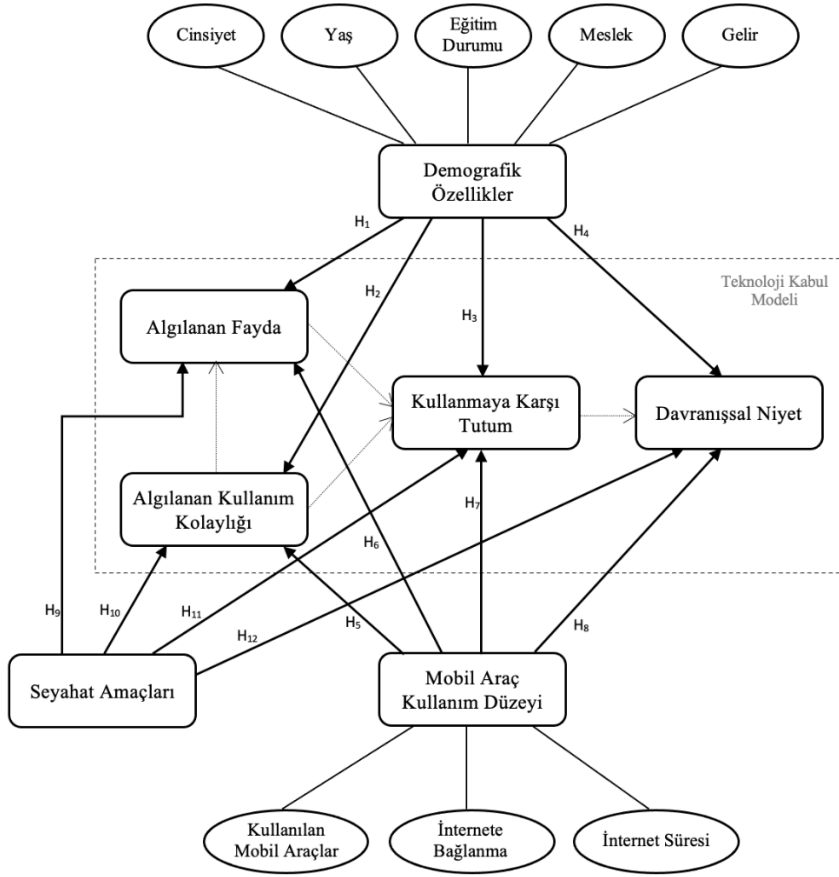 Cinsiyet
Yaş
Eğitim
Durumu
Meslek
Gelir
Demografik
Özellikler
H1
H2
H3
H4
Teknoloji Kabul
Modeli
Algılanan Fayda
Kullanmaya Karşı
Tutum
Davranışsal Niyet
Algılanan Kullanım
Kolaylığı
H9
H10
H11
H12
H5
H6
H7
H8
Seyahat Amaçları
Mobil Araç
Kullanım Düzeyi
Kullanılan
Mobil Araçlar
İnternete
Bağlanma
İnternet Süresi